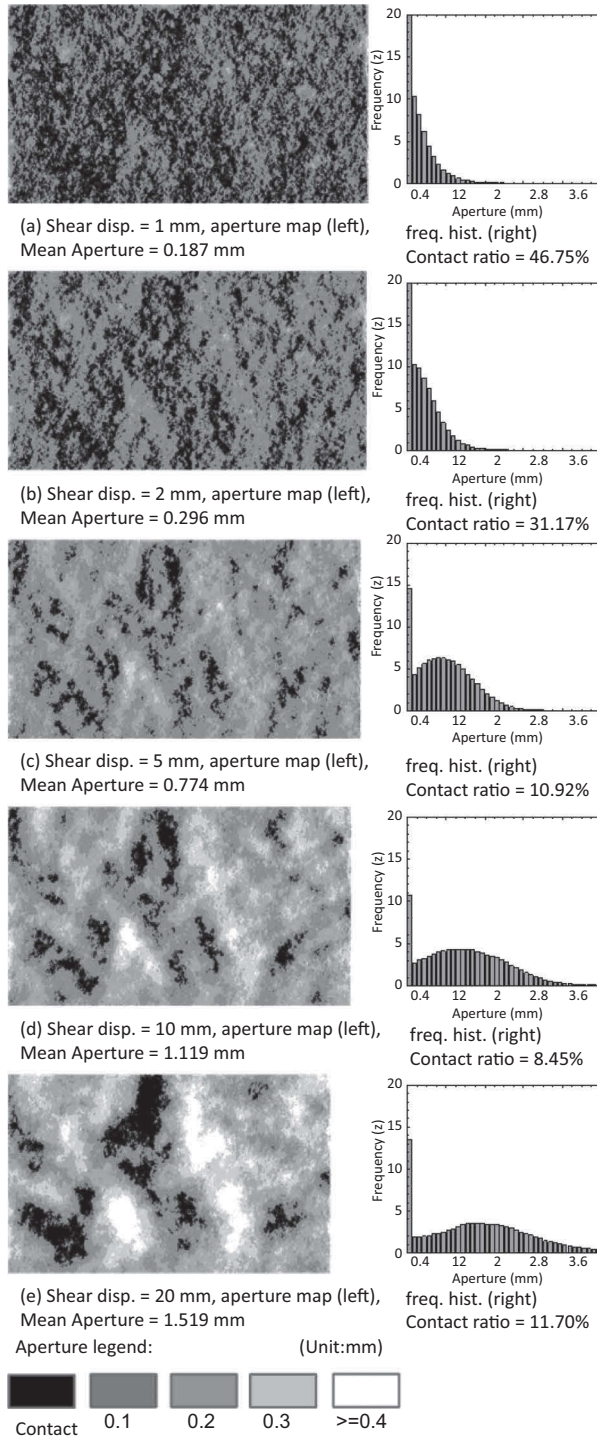 20
15
10
5
0
Frequency (z)
0.4 12 2 2.8 3.6
Aperture (mm)
(a) Shear disp. = 1 mm, aperture map (left), freq. hist. (right)
Mean Aperture = 0.187 mm Contact ratio = 46.75%
20
15
10
5
0
Frequency (z)
0.4 12 2 2.8 3.6
Aperture (mm)
(b) Shear disp. = 2 mm, aperture map (left), freq. hist. (right)
Mean Aperture = 0.296 mm Contact ratio = 31.17%
20
15
10
5
0
Frequency (z)
0.4 12 2 2.8 3.6
Aperture (mm)
(c) Shear disp. = 5 mm, aperture map (left), freq. hist. (right)
Mean Aperture = 0.774 mm Contact ratio = 10.92%
20
15
10
5
0
Frequency (z)
0.4 12 2 2.8 3.6
Aperture (mm)
(d) Shear disp. = 10 mm, aperture map (left), freq. hist. (right)
Mean Aperture = 1.119 mm Contact ratio = 8.45%
20
15
10
5
0
Frequency (z)
0.4 12 2 2.8 3.6
Aperture (mm)
(e) Shear disp. = 20 mm, aperture map (left), freq. hist. (right)
Mean Aperture = 1.519 mm Contact ratio = 11.70%
Aperture legend: (Unit:mm)
Contact 0.1 0.2 0.3 >=0.4